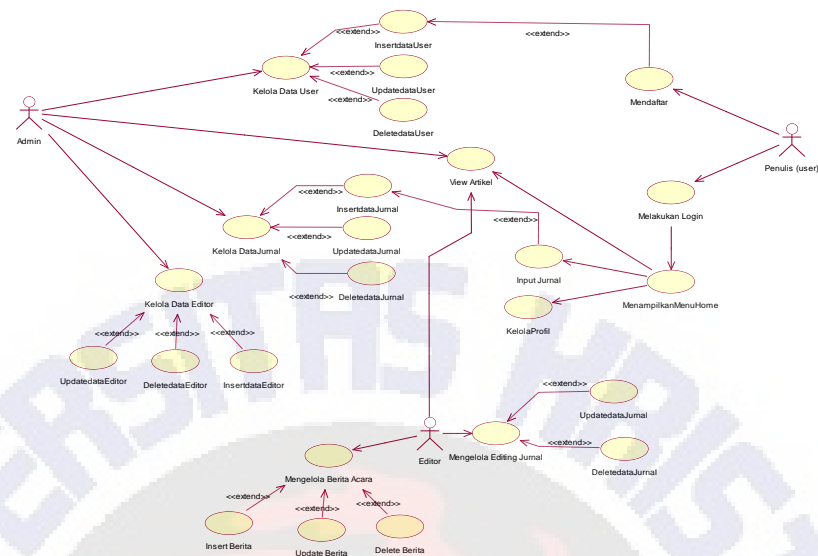 <<extend>>
InsertdataUser
<<extend>>
<<extend>>
Kelola Data User
UpdatedataUser
<<extend>>
DeletedataUser
Mendaftar
Admin
Penulis (user)
View Artikel
<<extend>>
InsertdataJurnal
Melakukan Login
<<extend>>
<<extend>>
Kelola DataJurnal
UpdatedataJurnal
Input Jurnal
<<extend>>
DeletedataJurnal
MenampilkanMenuHome
Kelola Data Editor
KelolaProfil
<<extend>>
<<extend>>
<<extend>>
UpdatedataEditor
DeletedataEditor
InsertdataEditor
<<extend>>
UpdatedataJurnal
<<extend>>
Editor
Mengelola Editing Jurnal
DeletedataJurnal
Mengelola Berita Acara
<<extend>>
<<extend>>
<<extend>>
Insert Berita
Update Berita
Delete Berita
ERSITAS KRIS